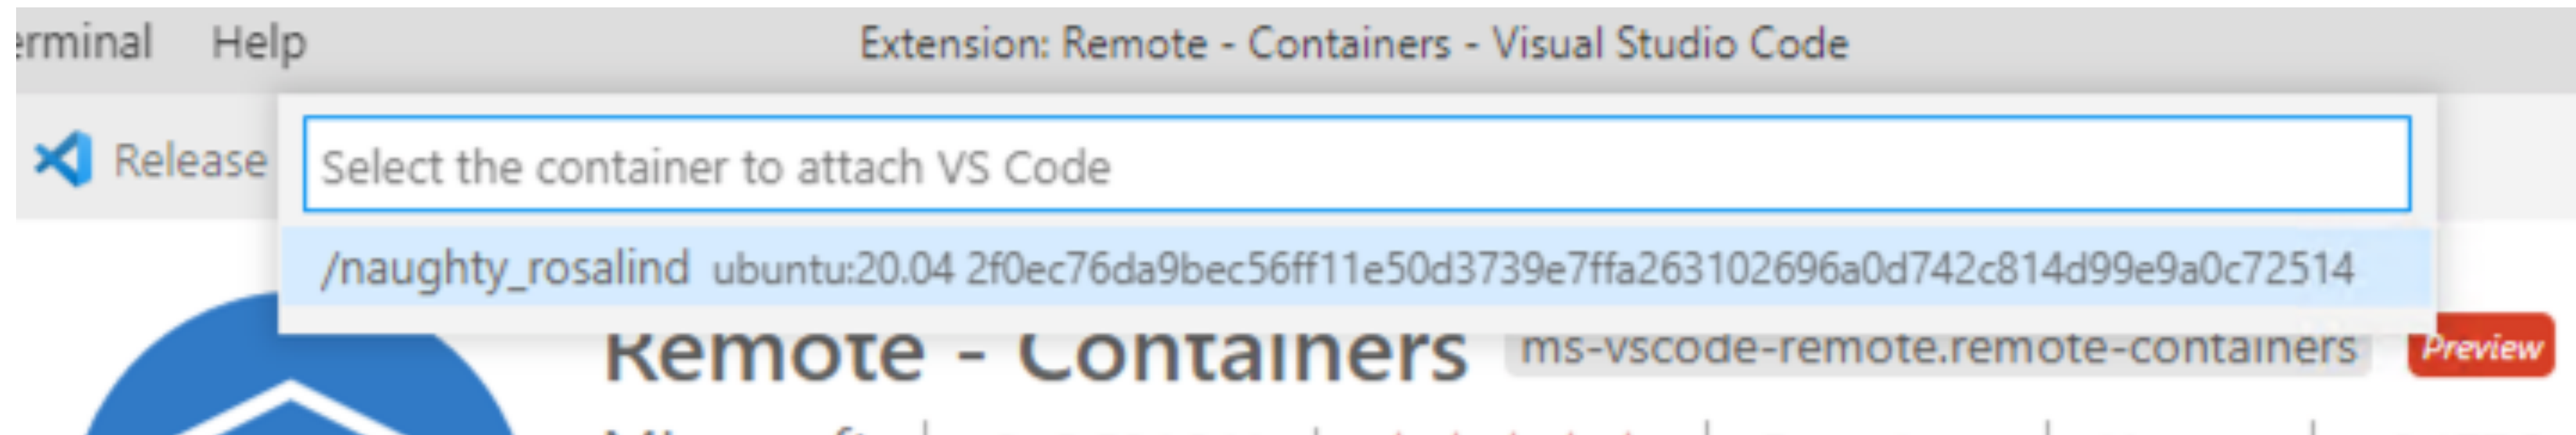 Help Extension: Remote - Containers - Visual Studio Code
Release
Select the container to attach VS Code
/naughty_rosalind ubuntu:20.04 2f0ec76da9bec56ff11e50d3739e7ffa263102696a0d742c814d99e9a0c72514
Remote - Containers ms-vscode-remote.remote-containers Preview